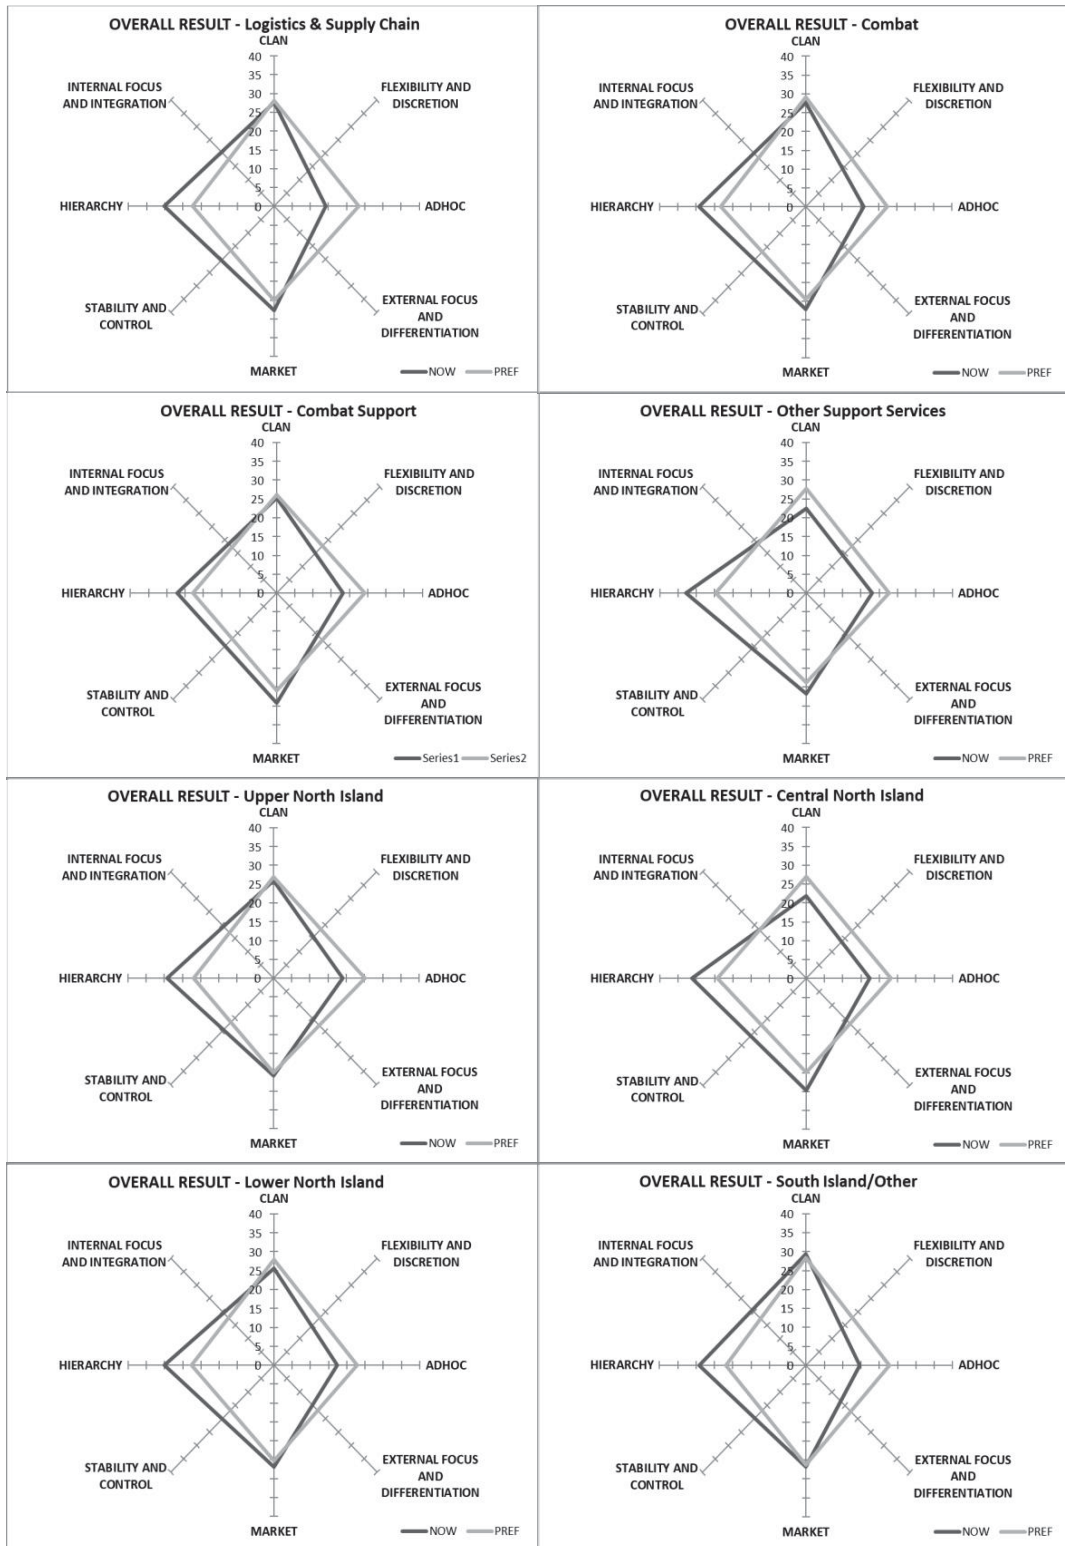 OVERALL RESULT - Logistics & Supply Chain
CLAN
40
35
30
25
20
15
10
5
0
INTERNAL FOCUS
AND INTEGRATION
FLEXIBILITY AND
DISCRETION
HIERARCHY
ADHOC
STABILITY AND
CONTROL
EXTERNAL FOCUS
AND
DIFFERENTIATION
MARKET
NOW PREF
OVERALL RESULT - Combat
CLAN
40
35
30
25
20
15
10
5
0
INTERNAL FOCUS
AND INTEGRATION
FLEXIBILITY AND
DISCRETION
HIERARCHY
ADHOC
STABILITY AND
CONTROL
EXTERNAL FOCUS
AND
DIFFERENTIATION
MARKET
NOW PREF
OVERALL RESULT - Combat Support
CLAN
40
35
30
25
20
15
10
5
0
INTERNAL FOCUS
AND INTEGRATION
FLEXIBILITY AND
DISCRETION
HIERARCHY
ADHOC
STABILITY AND
CONTROL
EXTERNAL FOCUS
AND
DIFFERENTIATION
MARKET
Series1 Series2
OVERALL RESULT - Other Support Services
CLAN
40
35
30
25
20
15
10
5
0
INTERNAL FOCUS
AND INTEGRATION
FLEXIBILITY AND
DISCRETION
HIERARCHY
ADHOC
STABILITY AND
CONTROL
EXTERNAL FOCUS
AND
DIFFERENTIATION
MARKET
NOW PREF
OVERALL RESULT - Upper North Island
CLAN
40
35
30
25
20
15
10
5
0
INTERNAL FOCUS
AND INTEGRATION
FLEXIBILITY AND
DISCRETION
HIERARCHY
ADHOC
STABILITY AND
CONTROL
EXTERNAL FOCUS
AND
DIFFERENTIATION
MARKET
NOW PREF
OVERALL RESULT - Central North Island
CLAN
40
35
30
25
20
15
10
5
0
INTERNAL FOCUS
AND INTEGRATION
FLEXIBILITY AND
DISCRETION
HIERARCHY
ADHOC
STABILITY AND
CONTROL
EXTERNAL FOCUS
AND
DIFFERENTIATION
MARKET
NOW PREF
OVERALL RESULT - Lower North Island
CLAN
40
35
30
25
20
15
10
5
0
INTERNAL FOCUS
AND INTEGRATION
FLEXIBILITY AND
DISCRETION
HIERARCHY
ADHOC
STABILITY AND
CONTROL
EXTERNAL FOCUS
AND
DIFFERENTIATION
MARKET
NOW PREF
OVERALL RESULT - South Island/Other
CLAN
40
35
30
25
20
15
10
5
0
INTERNAL FOCUS
AND INTEGRATION
FLEXIBILITY AND
DISCRETION
HIERARCHY
ADHOC
STABILITY AND
CONTROL
EXTERNAL FOCUS
AND
DIFFERENTIATION
MARKET
NOW PREF